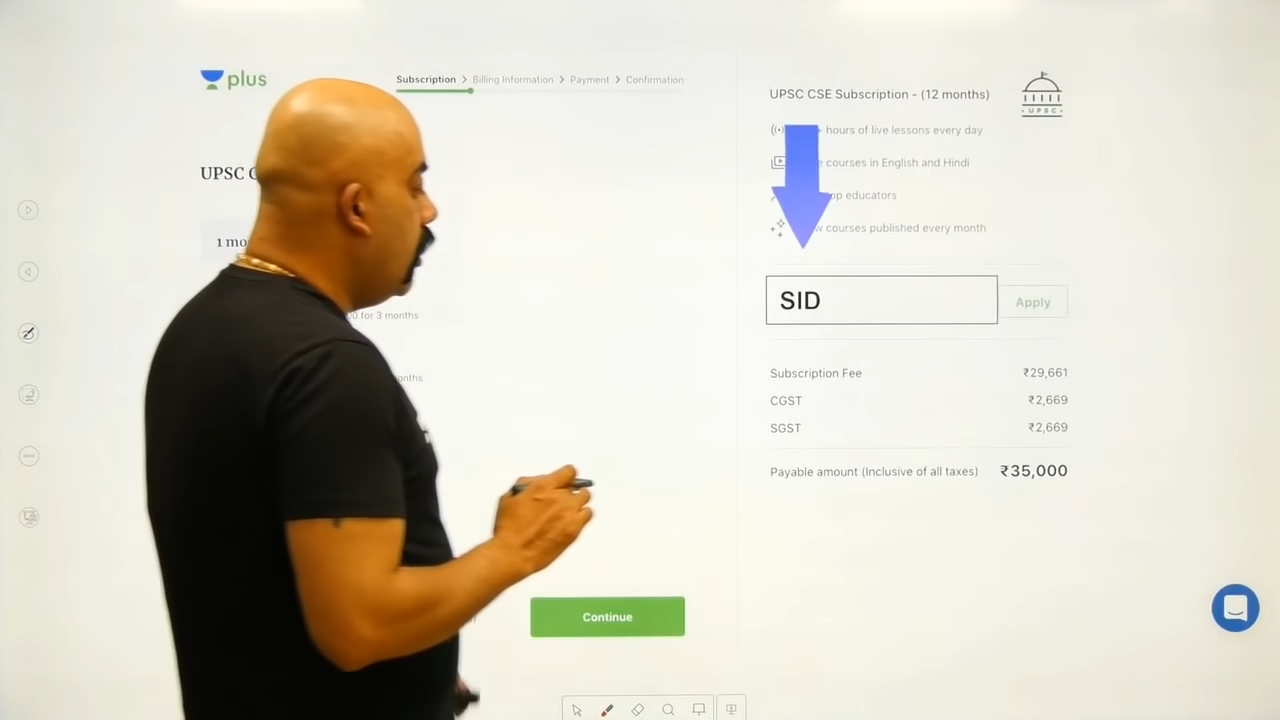 plus
Subscription > Billing Information > Payment > Confirmation
UPSC
1
for 3 months
Continue
UPSC CSE Subscription - (12 months)
UPSC
hours of live lessons every day
courses in English and Hindi
top educators
courses published every month
SID
Apply
Subscription Fee ₹29,661
CGST ₹2,669
SGST ₹2,669
Payable amount (Inclusive of all taxes) ₹35,000